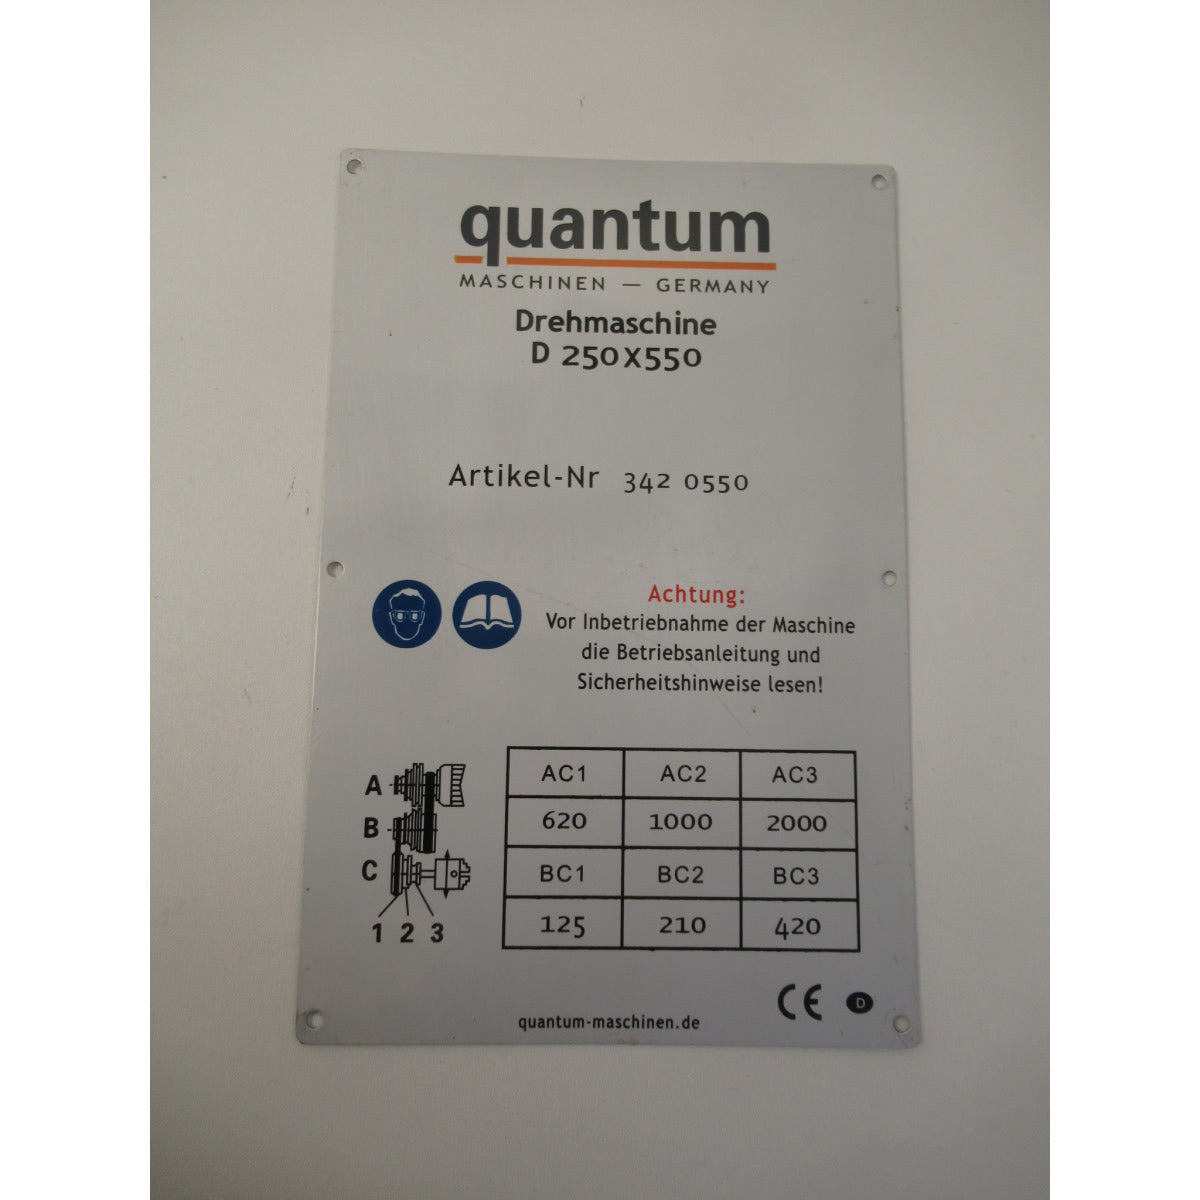 quantum
MASCHINEN — GERMANY
Drehmaschine
D 250X550
Artikel-Nr 342 0550
Achtung:
Vor Inbetriebnahme der Maschine
die Betriebsanleitung und
Sicherheitshinweise lesen!
A
B
C
1 2 3
AC1 AC2 AC3
620 1000 2000
BC1 BC2 BC3
125 210 420
CE D
quantum-maschinen.de